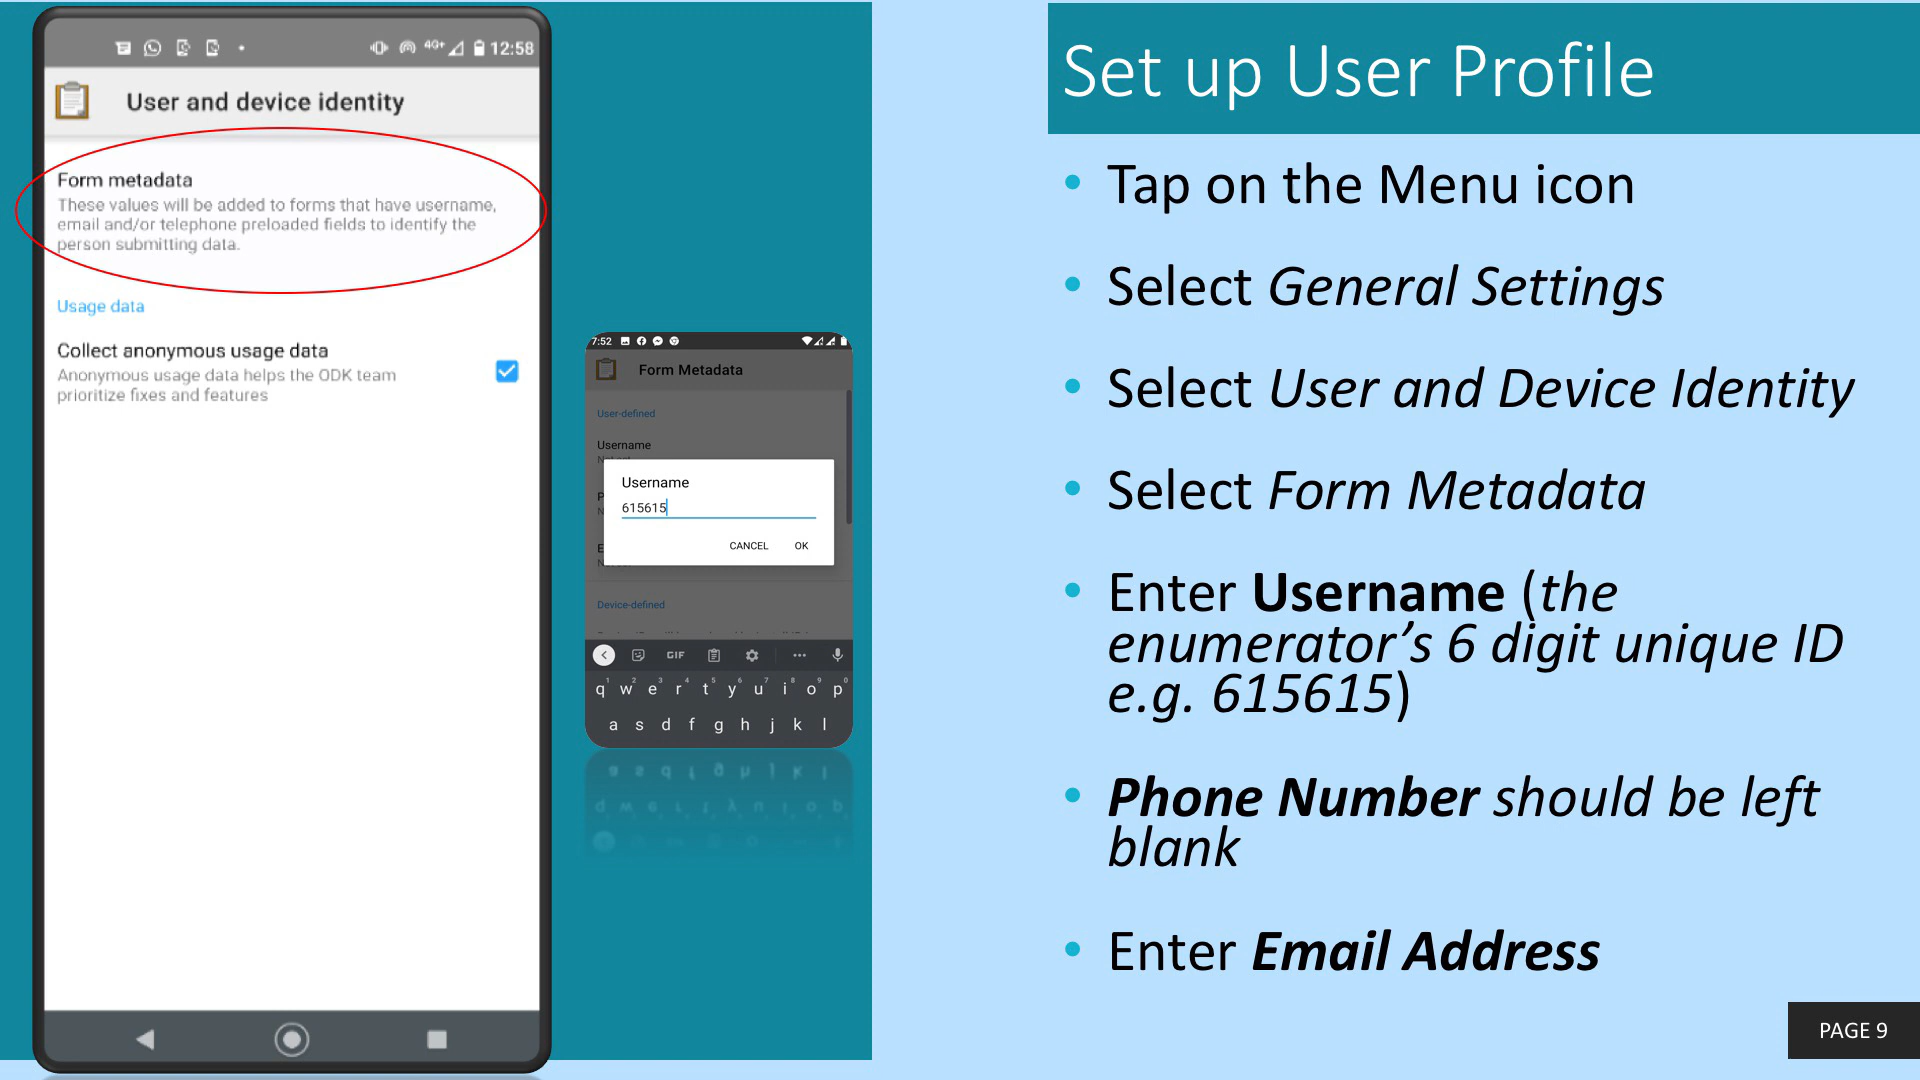 12:58
User and device identity
Form metadata
These values will be added to forms that have username,
email and/or telephone preloaded fields to identify the
person submitting data.
Usage data
Collect anonymous usage data
Anonymous usage data helps the ODK team
prioritize fixes and features
7:52
Form Metadata
User-defined
Username
Username
615615
CANCEL OK
Device-defined
GIF
q w e r t y u i o p
a s d f g h j k l
Set up User Profile
• Tap on the Menu icon
• Select General Settings
• Select User and Device Identity
• Select Form Metadata
• Enter Username (the
enumerator’s 6 digit unique ID
e.g. 615615)
• Phone Number should be left
blank
• Enter Email Address
PAGE 9